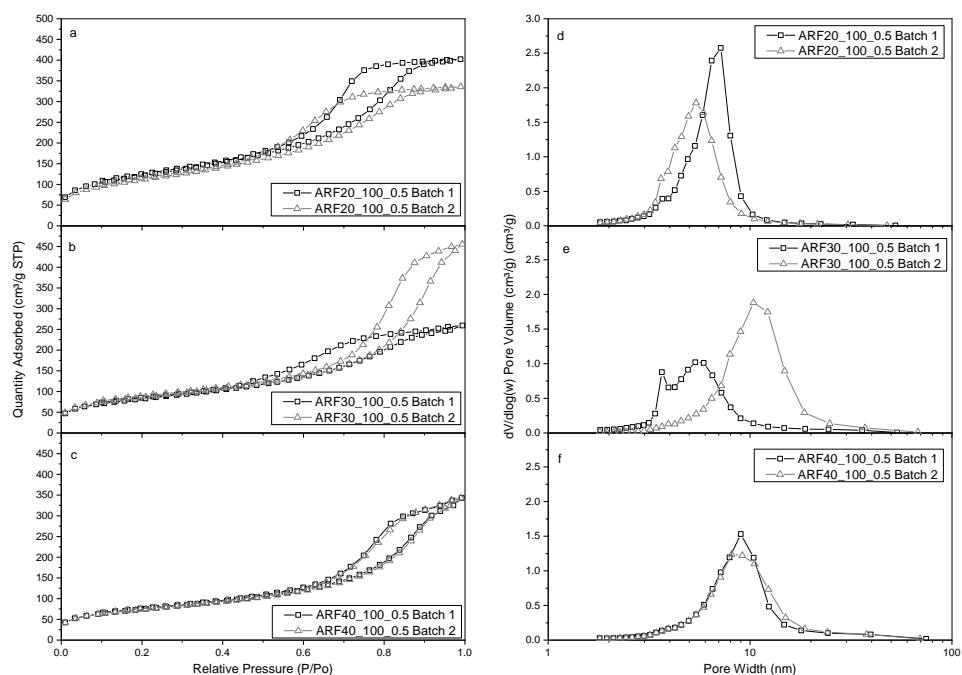 a
500
450
400
350
300
250
200
150
100
50
0
ARF20_100_0.5 Batch 1
ARF20_100_0.5 Batch 2
b
450
400
350
300
250
200
150
100
50
0
ARF30_100_0.5 Batch 1
ARF30_100_0.5 Batch 2
c
350
300
250
200
150
100
50
0
ARF40_100_0.5 Batch 1
ARF40_100_0.5 Batch 2
0.0 0.2 0.4 0.6 0.8 1.0
Relative Pressure (P/Po)
Quantity Adsorbed (cm³/g STP)
d
3.0
2.5
2.0
1.5
1.0
0.5
0.0
ARF20_100_0.5 Batch 1
ARF20_100_0.5 Batch 2
e
2.5
2.0
1.5
1.0
0.5
0.0
ARF30_100_0.5 Batch 1
ARF30_100_0.5 Batch 2
f
2.5
2.0
1.5
1.0
0.5
0.0
ARF40_100_0.5 Batch 1
ARF40_100_0.5 Batch 2
1 10 100
Pore Width (nm)
dV/dlog(w) Pore Volume (cm³/g) (cm³/g)